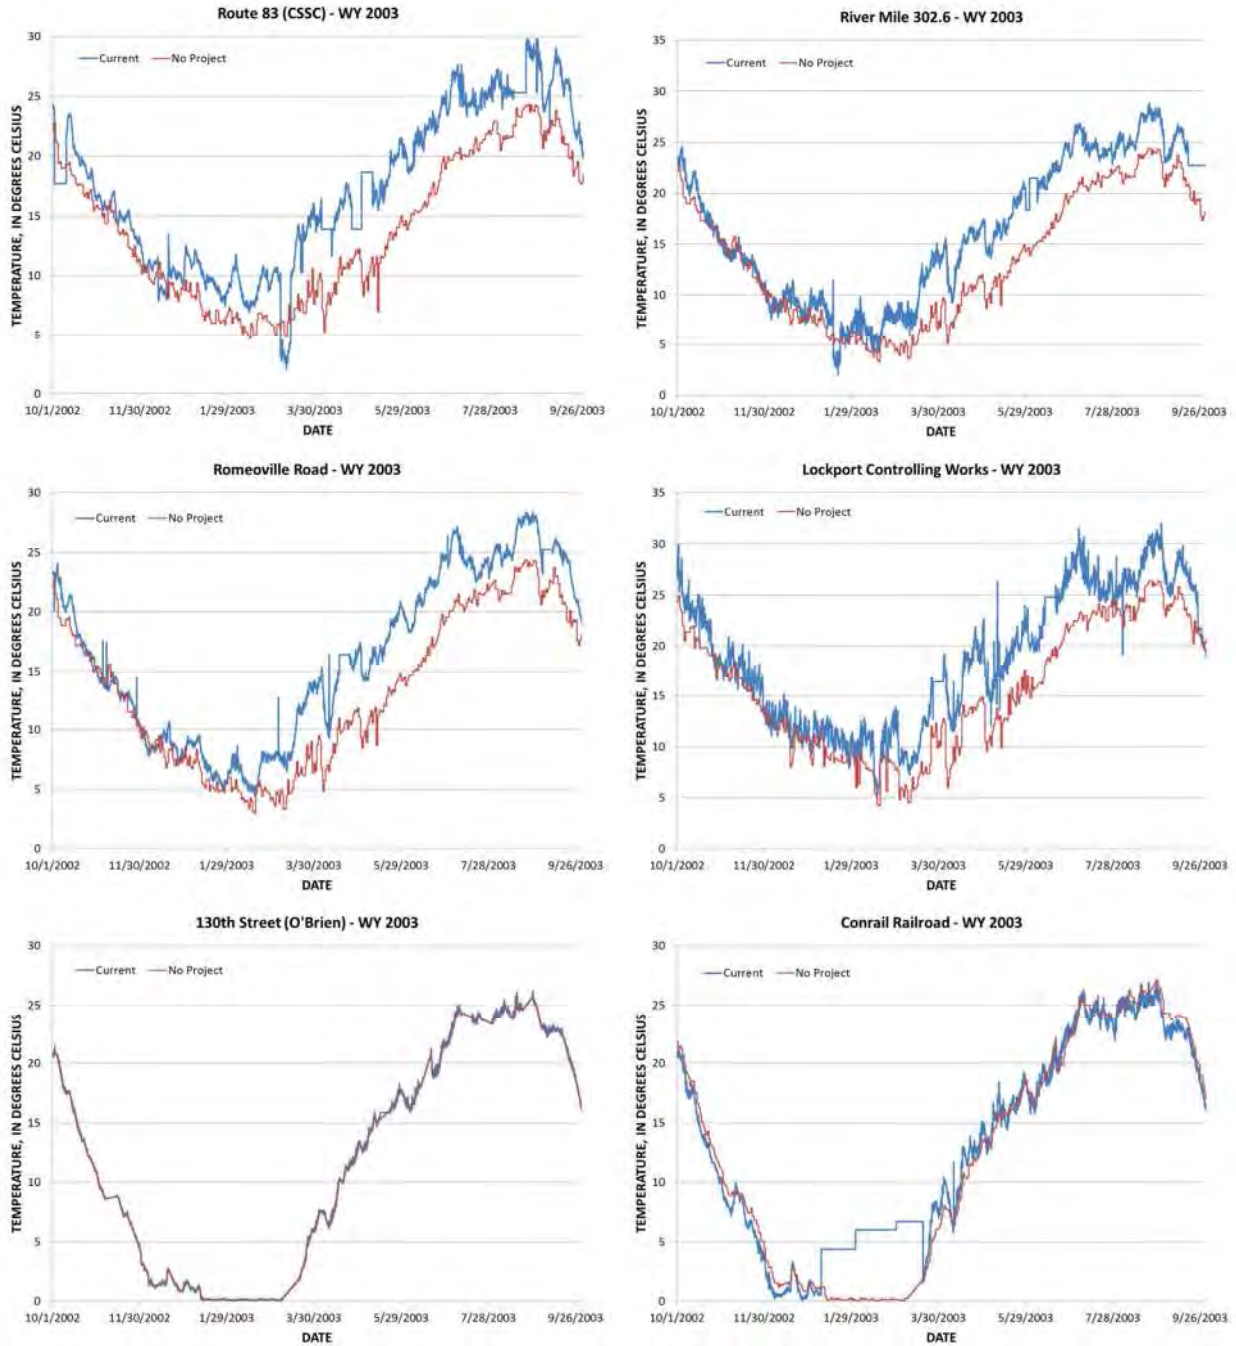 Route 83 (CSSC) - WY 2003
TEMPERATURE, IN DEGREES CELSIUS
30
25
20
15
10
5
0
Current No Project
10/1/2002 11/30/2002 1/29/2003 3/30/2003 5/29/2003 7/28/2003 9/26/2003
DATE
River Mile 302.6 - WY 2003
TEMPERATURE, IN DEGREES CELSIUS
35
30
25
20
15
10
5
0
Current No Project
10/1/2002 11/30/2002 1/29/2003 3/30/2003 5/29/2003 7/28/2003 9/26/2003
DATE
Romeoville Road - WY 2003
TEMPERATURE, IN DEGREES CELSIUS
30
25
20
15
10
5
0
Current No Project
10/1/2002 11/30/2002 1/29/2003 3/30/2003 5/29/2003 7/28/2003 9/26/2003
DATE
Lockport Controlling Works - WY 2003
TEMPERATURE, IN DEGREES CELSIUS
35
30
25
20
15
10
5
0
Current No Project
10/1/2002 11/30/2002 1/29/2003 3/30/2003 5/29/2003 7/28/2003 9/26/2003
DATE
130th Street (O'Brien) - WY 2003
TEMPERATURE, IN DEGREES CELSIUS
30
25
20
15
10
5
0
Current No Project
10/1/2002 11/30/2002 1/29/2003 3/30/2003 5/29/2003 7/28/2003 9/26/2003
DATE
Conrail Railroad - WY 2003
TEMPERATURE, IN DEGREES CELSIUS
30
25
20
15
10
5
0
Current No Project
10/1/2002 11/30/2002 1/29/2003 3/30/2003 5/29/2003 7/28/2003 9/26/2003
DATE